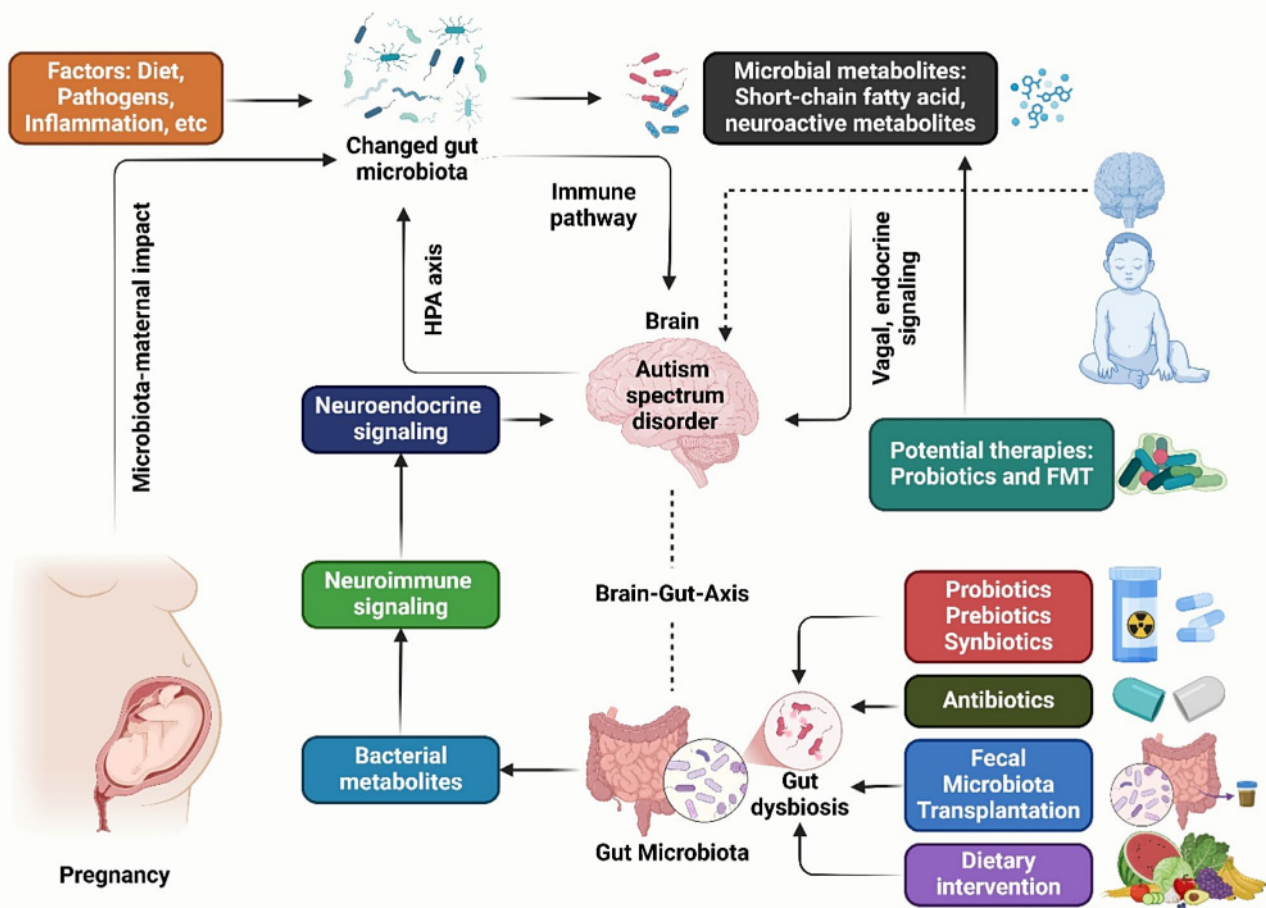 Factors: Diet,
Pathogens,
Inflammation, etc
Changed gut
microbiota
Microbial metabolites:
Short-chain fatty acid,
neuroactive metabolites
Immune
pathway
Microbiota-maternal impact
HPA axis
Vagal, endocrine
signaling
Brain
Autism
spectrum
disorder
Neuroendocrine
signaling
Potential therapies:
Probiotics and FMT
Neuroimmune
signaling
Brain-Gut-Axis
Probiotics
Prebiotics
Synbiotics
Antibiotics
Bacterial
metabolites
Fecal
Microbiota
Transplantation
Gut
dysbiosis
Gut Microbiota
Dietary
intervention
Pregnancy